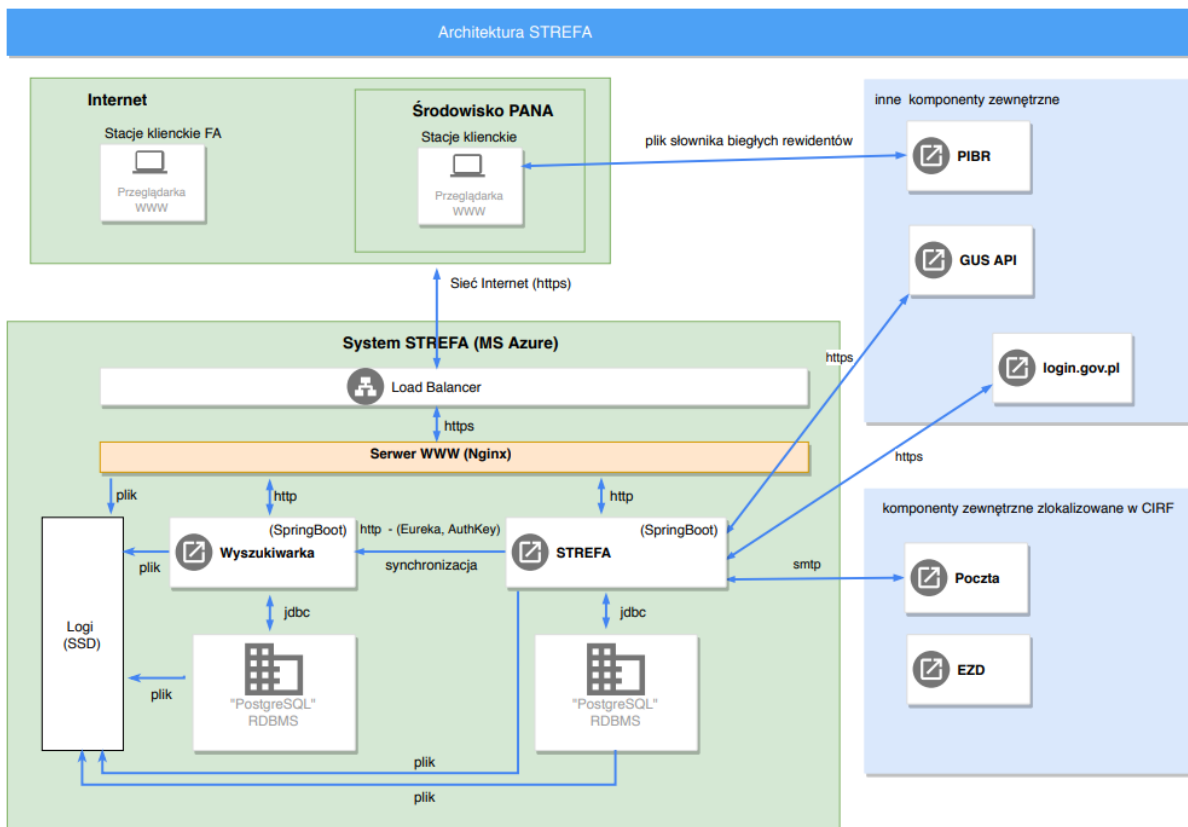 Architektura STREFA
Internet
Stacje klienckie FA
Przeglądarka
WWW
Środowisko PANA
Stacje klienckie
Przeglądarka
WWW
plik słownika biegłych rewidentów
inne komponenty zewnętrzne
PIBR
GUS API
login.gov.pl
Sieć Internet (https)
https
https
System STREFA (MS Azure)
Load Balancer
https
Serwer WWW (Nginx)
plik
http
http
(SpringBoot)
Wyszukiwarka
http - (Eureka, AuthKey)
synchronizacja
(SpringBoot)
STREFA
plik
jdbc
jdbc
smtp
Logi
(SSD)
plik
"PostgreSQL"
RDBMS
"PostgreSQL"
RDBMS
plik
plik
komponenty zewnętrzne zlokalizowane w CIRF
Poczta
EZD